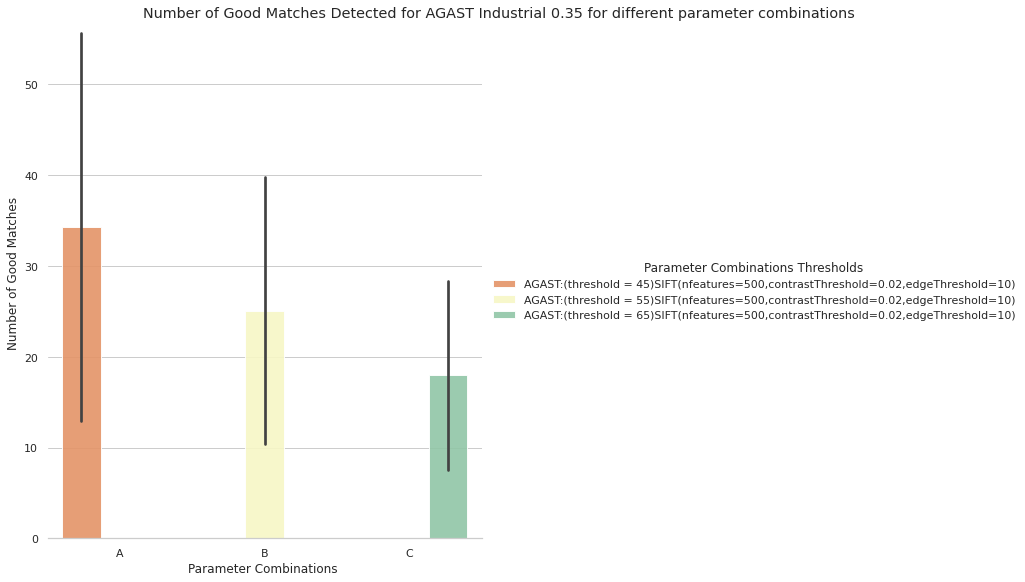 Number of Good Matches Detected for AGAST Industrial 0.35 for different parameter combinations
50
40
30
20
10
0
Number of Good Matches
A
B
C
Parameter Combinations
Parameter Combinations Thresholds
AGAST:(threshold = 45)SIFT(nfeatures=500,contrastThreshold=0.02,edgeThreshold=10)
AGAST:(threshold = 55)SIFT(nfeatures=500,contrastThreshold=0.02,edgeThreshold=10)
AGAST:(threshold = 65)SIFT(nfeatures=500,contrastThreshold=0.02,edgeThreshold=10)